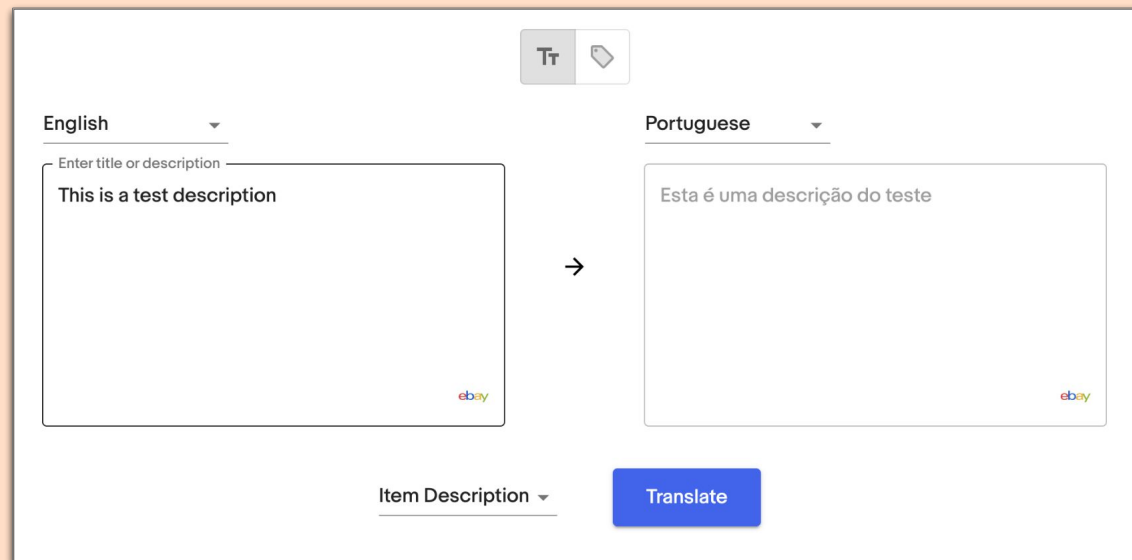 TT
English
Portuguese
Enter title or description
This is a test description
Esta é uma descrição do teste
→
ebay
ebay
Item Description
Translate